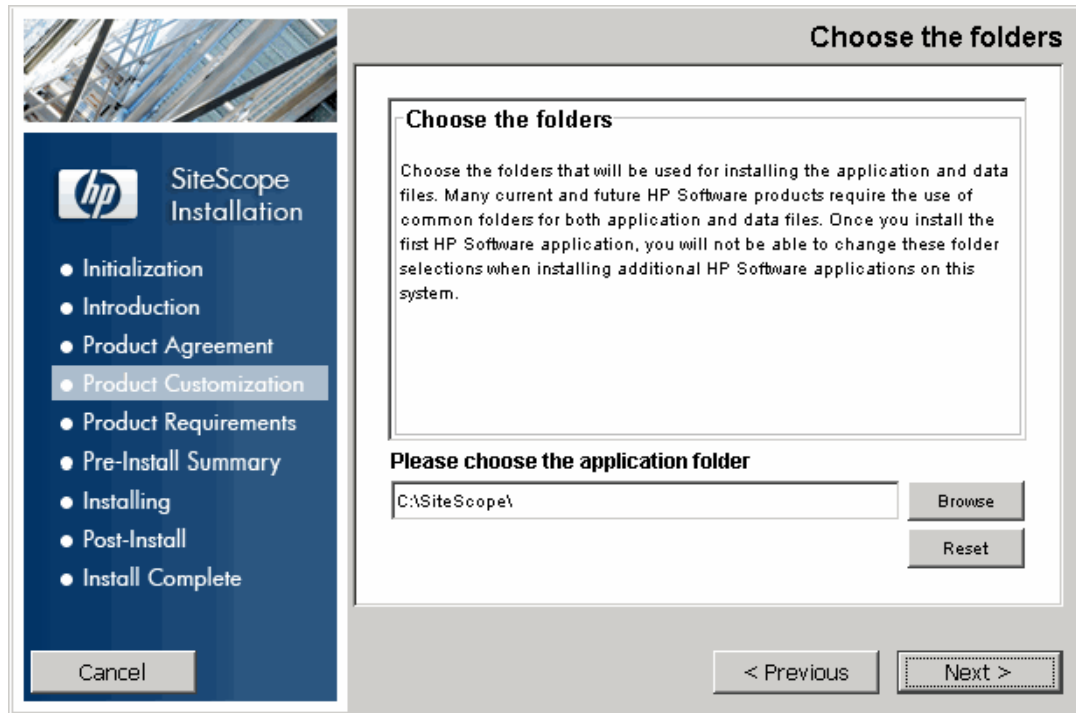 Choose the folders
hp
SiteScope
Installation
Initialization
Introduction
Product Agreement
Product Customization
Product Requirements
Pre-Install Summary
Installing
Post-Install
Install Complete
Cancel
Choose the folders
Choose the folders that will be used for installing the application and data
files. Many current and future HP Software products require the use of
common folders for both application and data files. Once you install the
first HP Software application, you will not be able to change these folder
selections when installing additional HP Software applications on this
system.
Please choose the application folder
C:\SiteScope\
Browse
Reset
< Previous
Next >